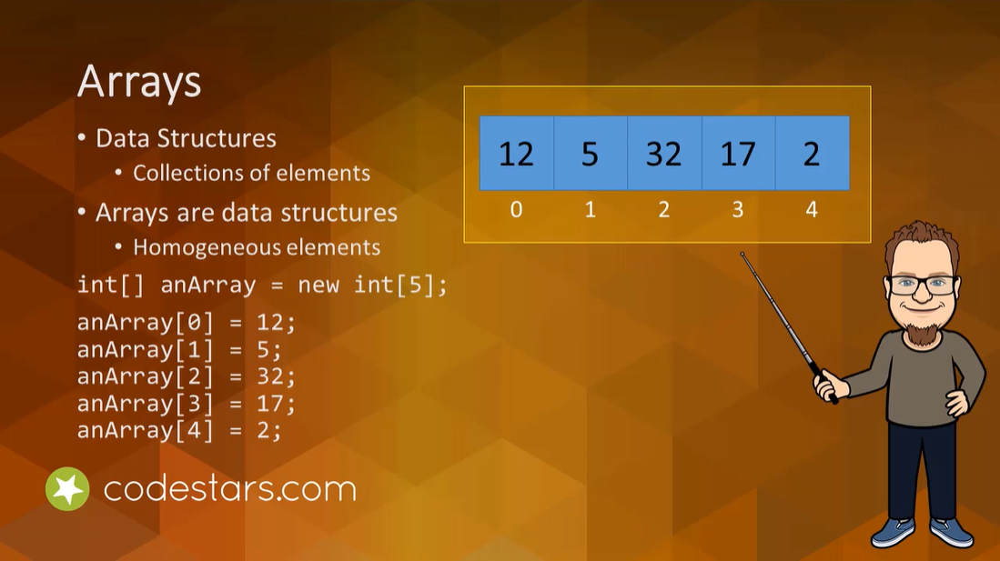 Arrays
• Data Structures
• Collections of elements
• Arrays are data structures
• Homogeneous elements
int[] anArray = new int[5];
anArray[0] = 12;
anArray[1] = 5;
anArray[2] = 32;
anArray[3] = 17;
anArray[4] = 2;
12 5 32 17 2
0 1 2 3 4
codestars.com